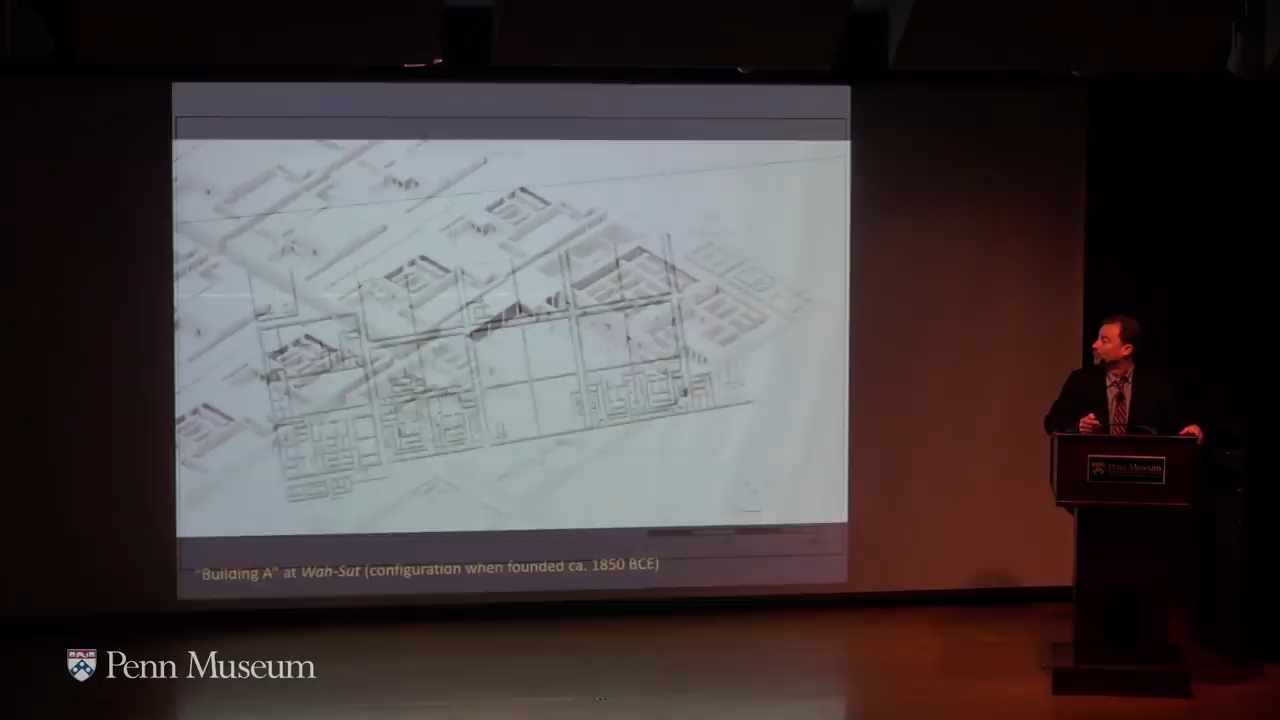 "Building A" at Wah-Sut (configuration when founded ca. 1850 BCE)
Penn Museum
Penn Museum